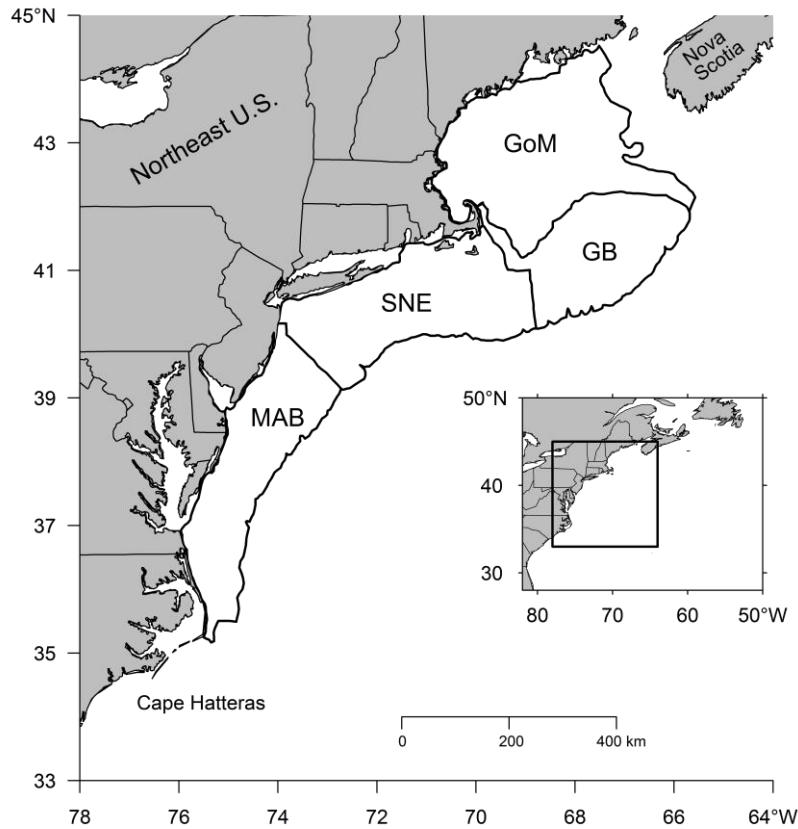 45°N
Nova
Scotia
Northeast U.S.
43
GoM
41
GB
SNE
39
MAB
50°N
40
30
80 70 60 50°W
37
35
Cape Hatteras
0 200 400 km
33
78 76 74 72 70 68 66 64°W